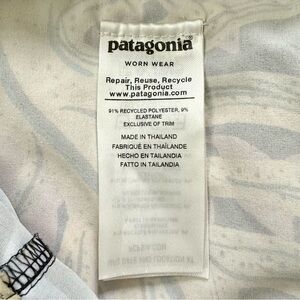 patagonia®
WORN WEAR
Repair, Reuse, Recycle
This Product
www.patagonia.com
91% RECYCLED POLYESTER, 9%
ELASTANE
EXCLUSIVE OF TRIM
MADE IN THAILAND
FABRIQUÉ EN THAÏLANDE
HECHO EN TAILANDIA
FATTO IN TAILANDIA